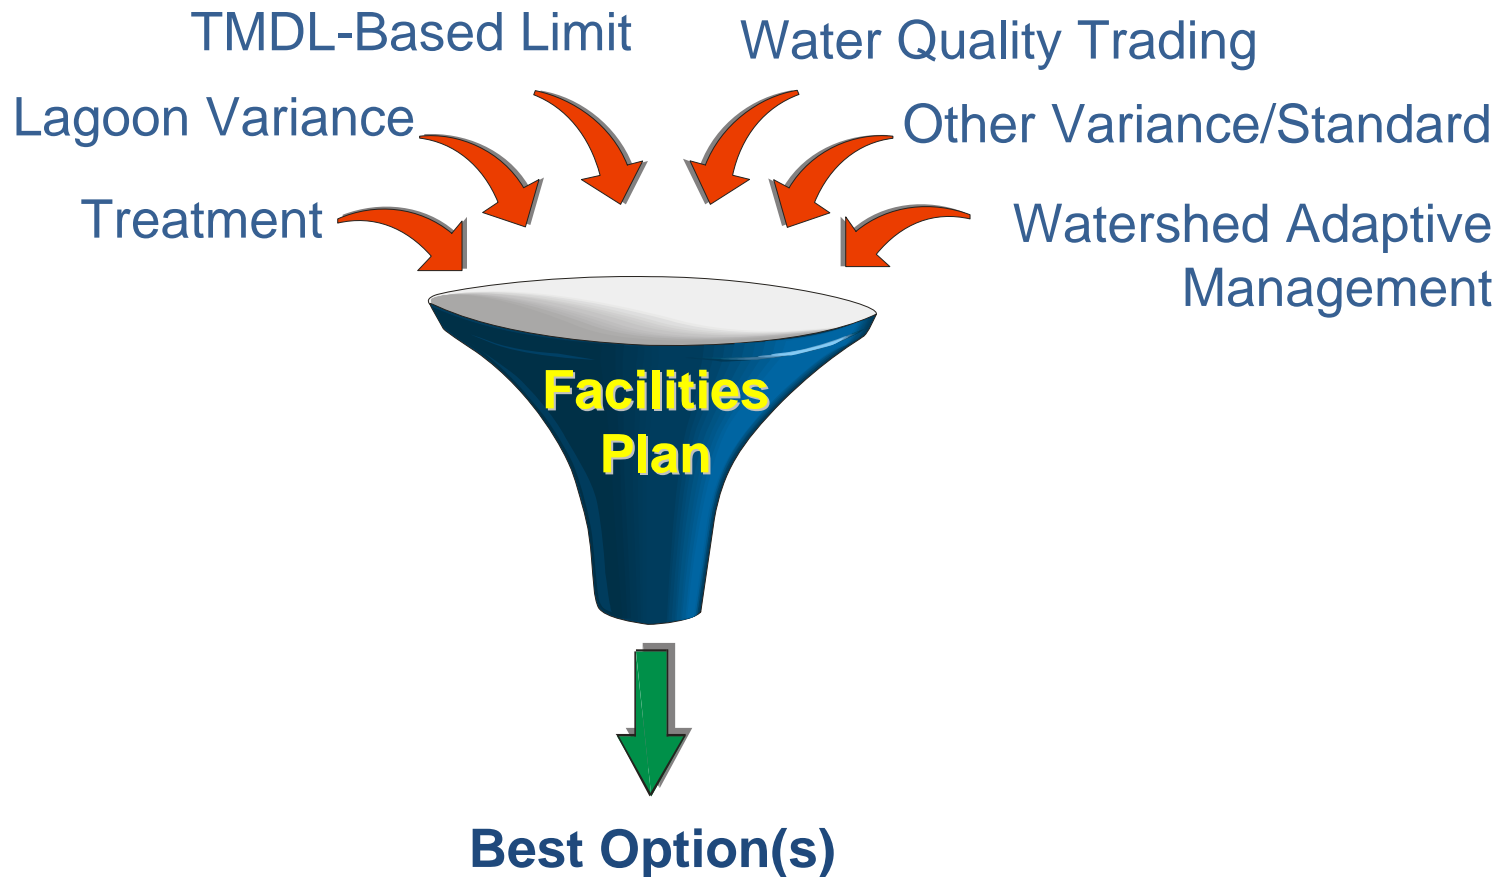 TMDL-Based Limit
Water Quality Trading
Lagoon Variance
Other Variance/Standard
Treatment
Watershed Adaptive
Management
Facilities
Plan
Best Option(s)